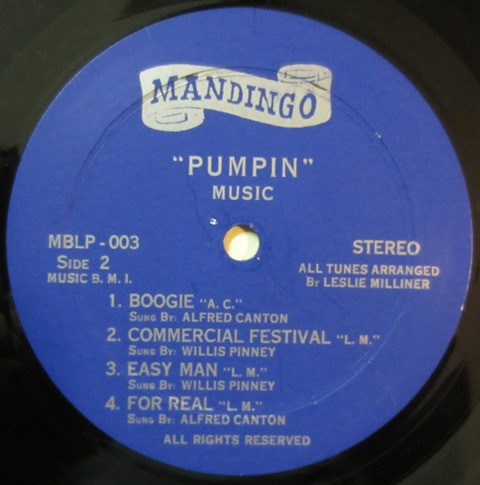 MANDINGO
"PUMPIN"
MUSIC
MBLP - 003
SIDE 2
MUSIC B. M. I.
STEREO
ALL TUNES ARRANGED
BY LESLIE MILLINER
1. BOOGIE "A. C."
SUNG BY: ALFRED CANTON
2. COMMERCIAL FESTIVAL "L. M."
SUNG BY: WILLIS PINNEY
3. EASY MAN "L. M."
SUNG BY: WILLIS PINNEY
4. FOR REAL "L. M."
SUNG BY: ALFRED CANTON
ALL RIGHTS RESERVED